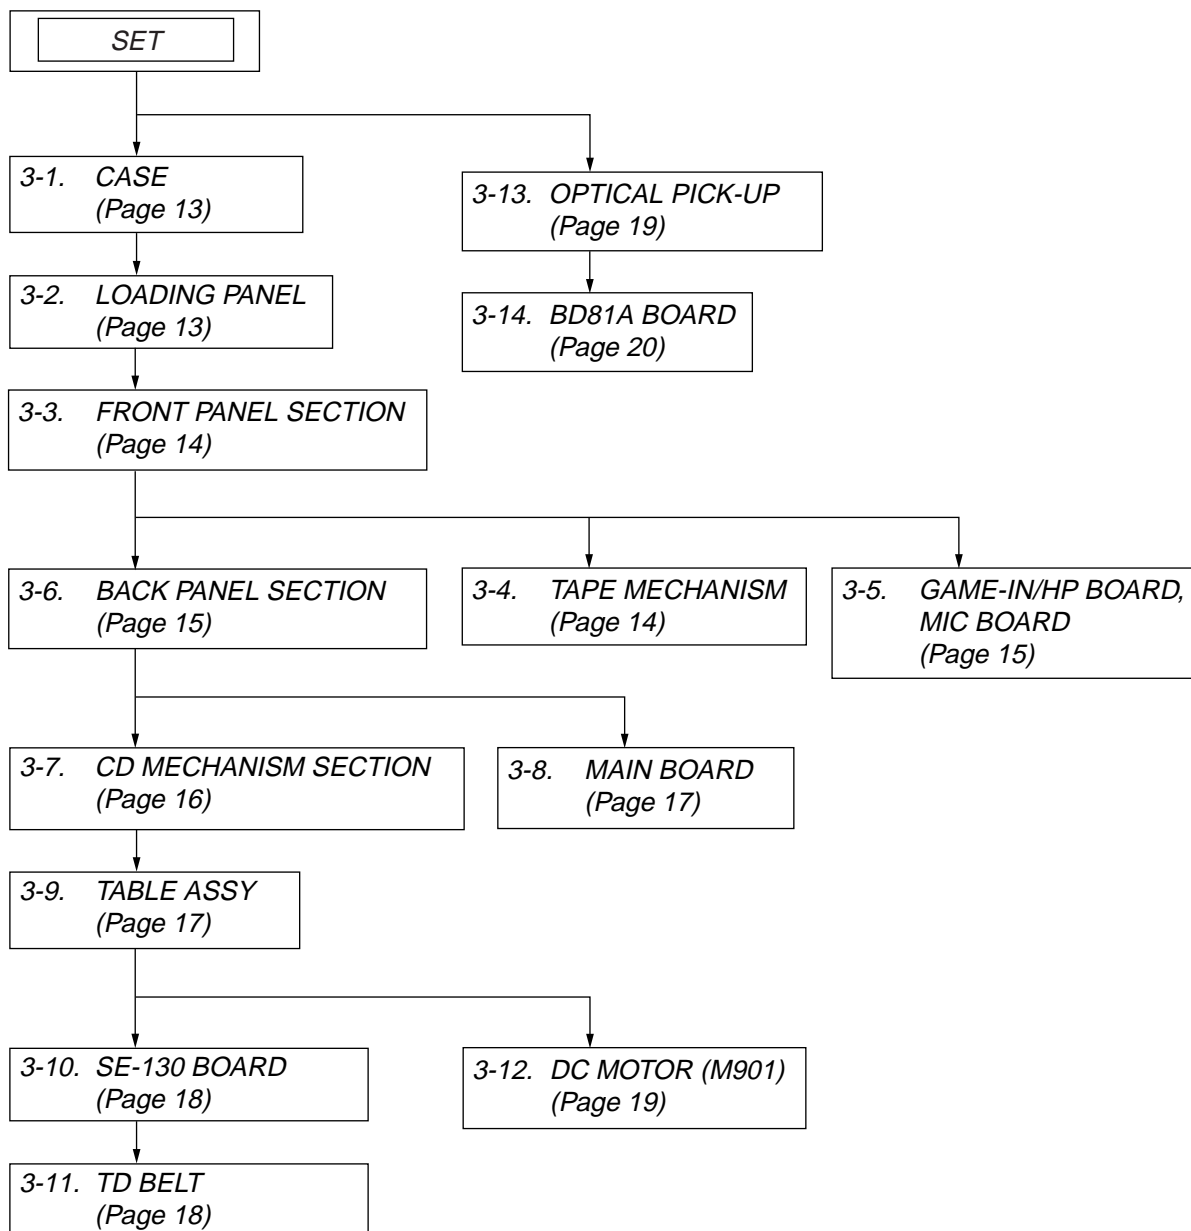 SET
3-1. CASE
(Page 13)
3-13. OPTICAL PICK-UP
(Page 19)
3-2. LOADING PANEL
(Page 13)
3-14. BD81A BOARD
(Page 20)
3-3. FRONT PANEL SECTION
(Page 14)
3-6. BACK PANEL SECTION
(Page 15)
3-4. TAPE MECHANISM
(Page 14)
3-5. GAME-IN/HP BOARD,
MIC BOARD
(Page 15)
3-7. CD MECHANISM SECTION
(Page 16)
3-8. MAIN BOARD
(Page 17)
3-9. TABLE ASSY
(Page 17)
3-10. SE-130 BOARD
(Page 18)
3-12. DC MOTOR (M901)
(Page 19)
3-11. TD BELT
(Page 18)